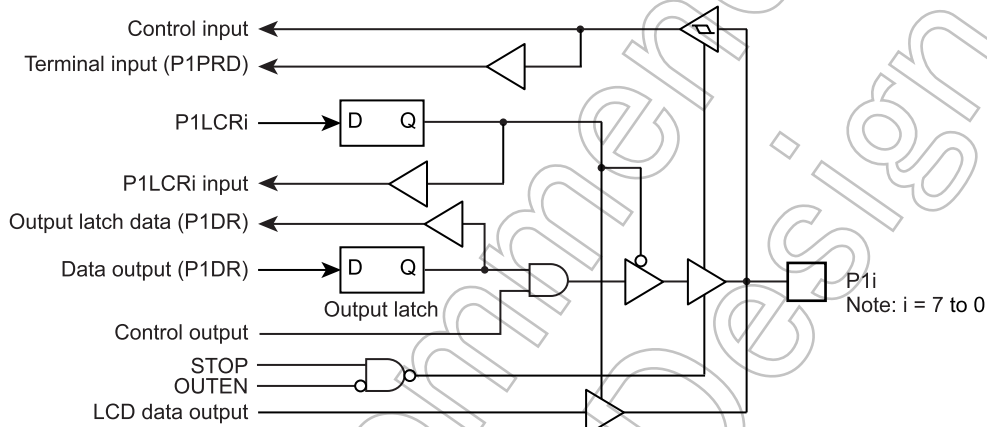 Control input
Terminal input (P1PRD)
P1LCRi
D Q
P1LCRi input
Output latch data (P1DR)
Data output (P1DR)
D Q
Output latch
P1i
Note: i = 7 to 0
Control output
STOP
OUTEN
LCD data output